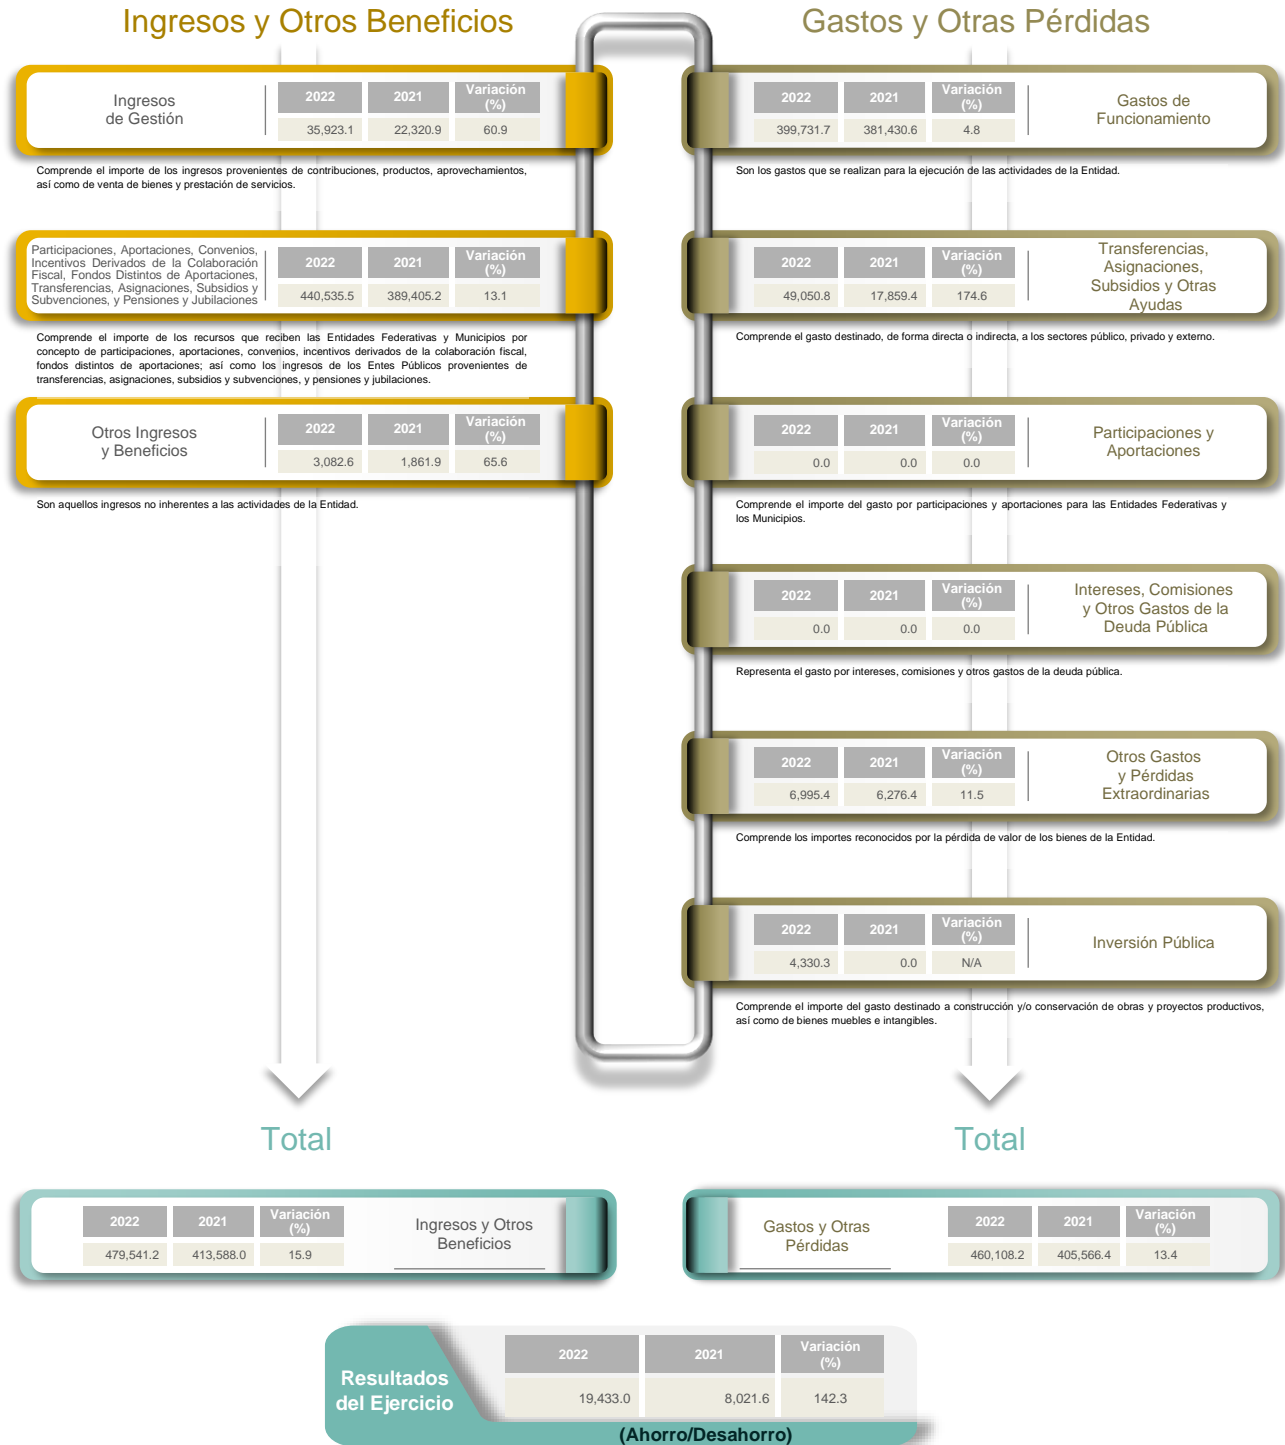 Ingresos y Otros Beneficios
Ingresos
de Gestión
2022 2021 Variación
(%)
35,923.1 22,320.9 60.9
Comprende el importe de los ingresos provenientes de contribuciones, productos, aprovechamientos,
así como de venta de bienes y prestación de servicios.
Participaciones, Aportaciones, Convenios,
Incentivos Derivados de la Colaboración
Fiscal, Fondos Distintos de Aportaciones,
Transferencias, Asignaciones, Subsidios y
Subvenciones, y Pensiones y Jubilaciones
2022 2021 Variación
(%)
440,535.5 389,405.2 13.1
Comprende el importe de los recursos que reciben las Entidades Federativas y Municipios por
concepto de participaciones, aportaciones, convenios, incentivos derivados de la colaboración fiscal,
fondos distintos de aportaciones; así como los ingresos de los Entes Públicos provenientes de
transferencias, asignaciones, subsidios y subvenciones, y pensiones y jubilaciones.
Otros Ingresos
y Beneficios
2022 2021 Variación
(%)
3,082.6 1,861.9 65.6
Son aquellos ingresos no inherentes a las actividades de la Entidad.
Gastos y Otras Pérdidas
2022 2021 Variación
(%)
399,731.7 381,430.6 4.8
Gastos de
Funcionamiento
Son los gastos que se realizan para la ejecución de las actividades de la Entidad.
2022 2021 Variación
(%)
49,050.8 17,859.4 174.6
Transferencias,
Asignaciones,
Subsidios y Otras
Ayudas
Comprende el gasto destinado, de forma directa o indirecta, a los sectores público, privado y externo.
2022 2021 Variación
(%)
0.0 0.0 0.0
Participaciones y
Aportaciones
Comprende el importe del gasto por participaciones y aportaciones para las Entidades Federativas y
los Municipios.
2022 2021 Variación
(%)
0.0 0.0 0.0
Intereses, Comisiones
y Otros Gastos de la
Deuda Pública
Representa el gasto por intereses, comisiones y otros gastos de la deuda pública.
2022 2021 Variación
(%)
6,995.4 6,276.4 11.5
Otros Gastos
y Pérdidas
Extraordinarias
Comprende los importes reconocidos por la pérdida de valor de los bienes de la Entidad.
2022 2021 Variación
(%)
4,330.3 0.0 N/A
Inversión Pública
Comprende el importe del gasto destinado a construcción y/o conservación de obras y proyectos productivos,
así como de bienes muebles e intangibles.
Total
2022 2021 Variación
(%)
479,541.2 413,588.0 15.9
Ingresos y Otros
Beneficios
Total
Gastos y Otras
Pérdidas
2022 2021 Variación
(%)
460,108.2 405,566.4 13.4
Resultados
del Ejercicio
2022 2021 Variación
(%)
19,433.0 8,021.6 142.3
(Ahorro/Desahorro)